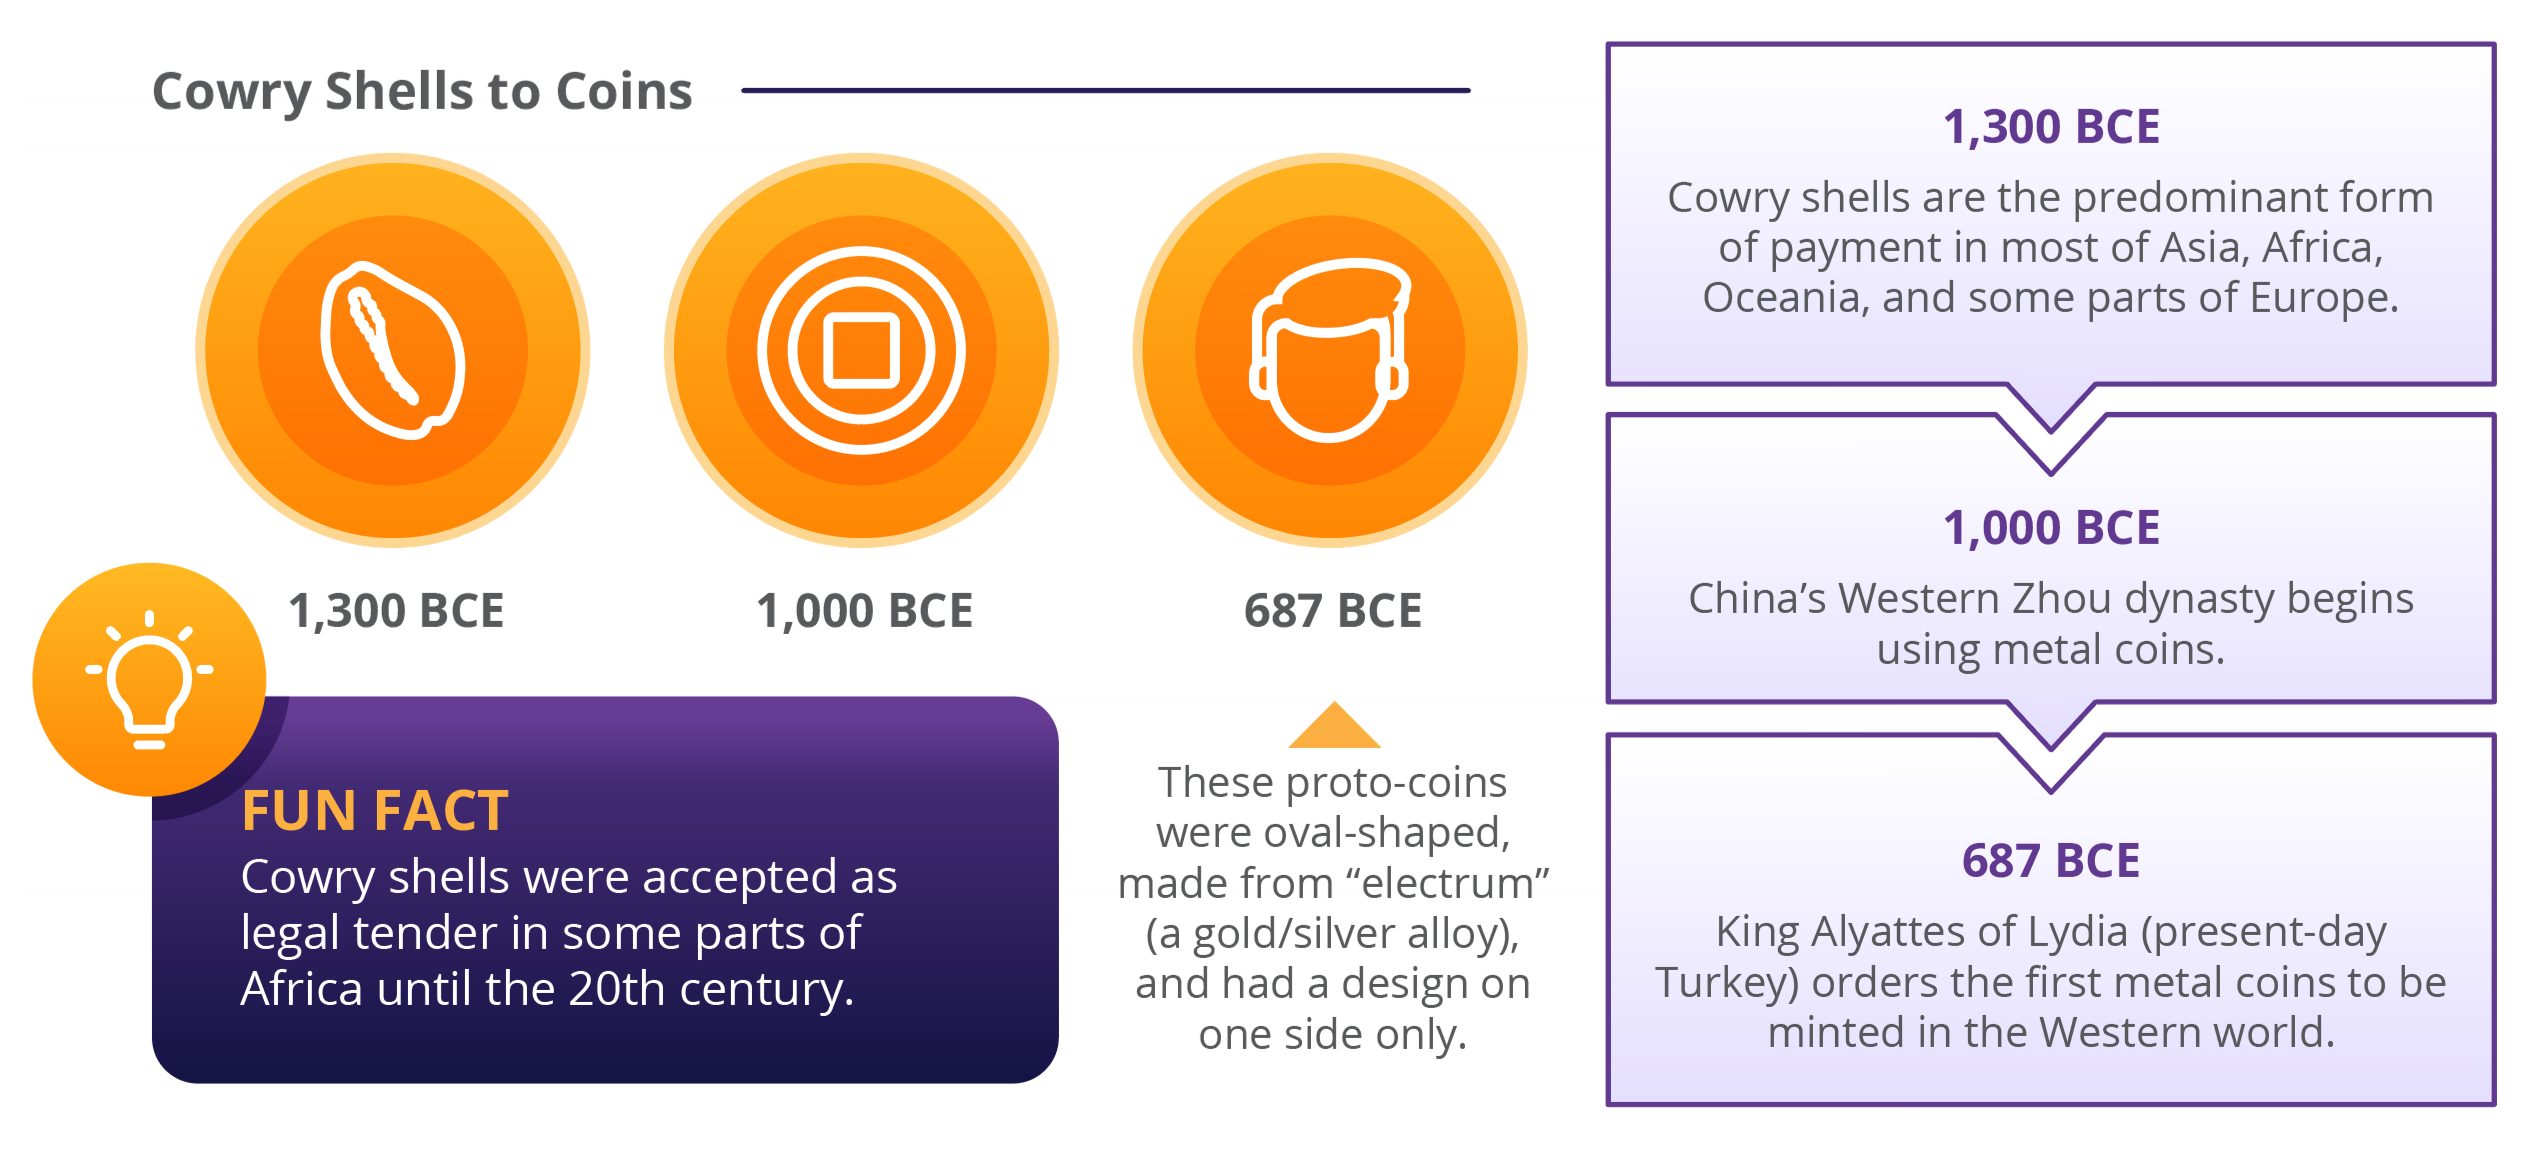 Cowry Shells to Coins
1,300 BCE
1,000 BCE
687 BCE
FUN FACT
Cowry shells were accepted as
legal tender in some parts of
Africa until the 20th century.
These proto-coins
were oval-shaped,
made from “electrum”
(a gold/silver alloy),
and had a design on
one side only.
1,300 BCE
Cowry shells are the predominant form
of payment in most of Asia, Africa,
Oceania, and some parts of Europe.
1,000 BCE
China’s Western Zhou dynasty begins
using metal coins.
687 BCE
King Alyattes of Lydia (present-day
Turkey) orders the first metal coins to be
minted in the Western world.